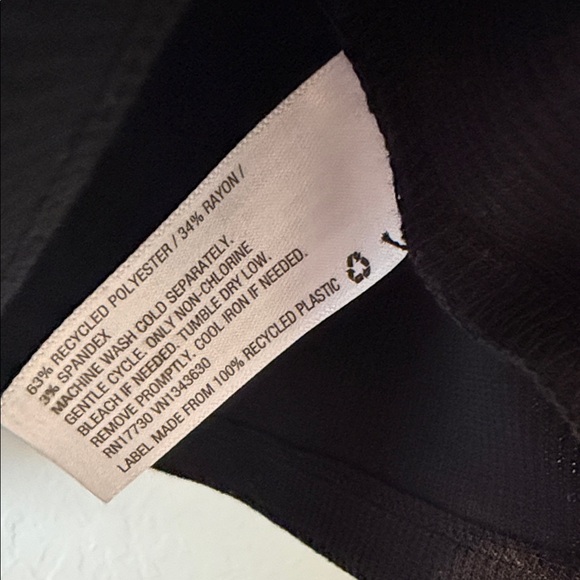 63% RECYCLED POLYESTER / 34% RAYON /
3% SPANDEX
MACHINE WASH COLD SEPARATELY.
GENTLE CYCLE. ONLY NON-CHLORINE
BLEACH IF NEEDED. TUMBLE DRY LOW.
REMOVE PROMPTLY. COOL IRON IF NEEDED.
RN17730 VN1343630
LABEL MADE FROM 100% RECYCLED PLASTIC